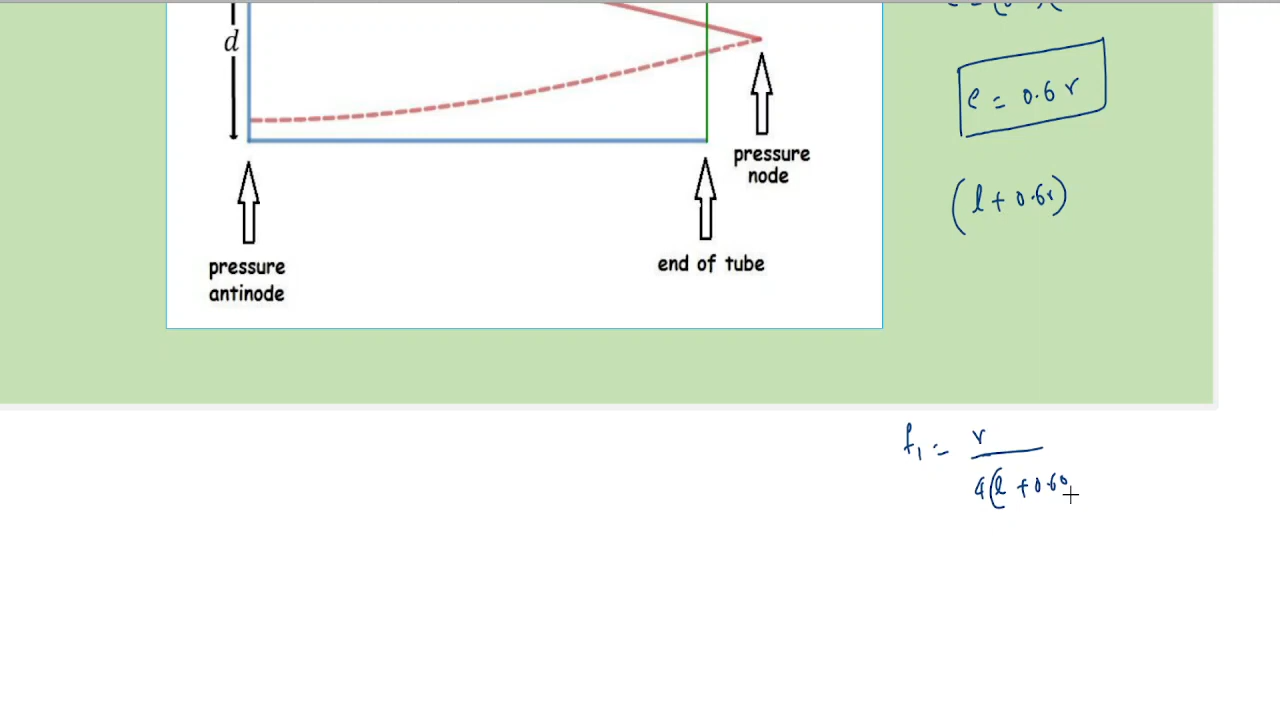 d
e = 0.6 r
pressure
node
(l + 0.6r)
end of tube
pressure
antinode
f₁ = v
4(l + 0.6